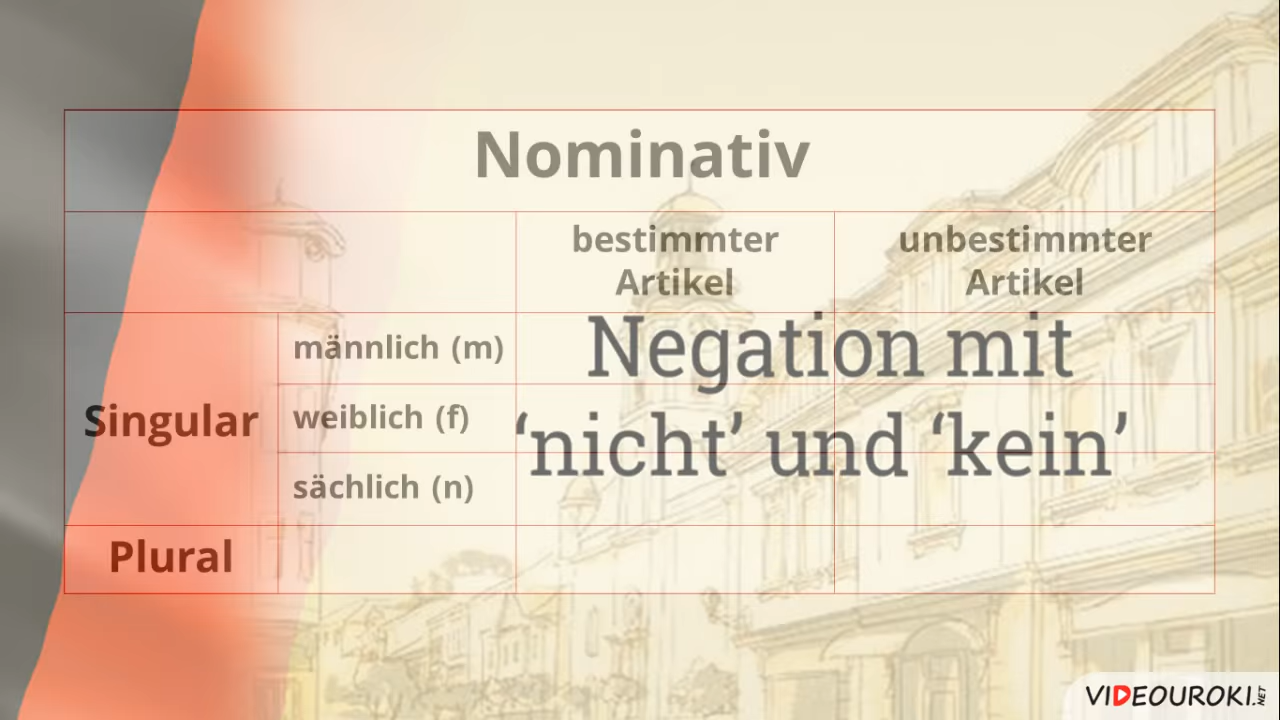 Nominativ
bestimmter
Artikel
unbestimmter
Artikel
Negation mit
‘nicht’ und ‘kein’
Singular
männlich (m)
weiblich (f)
sächlich (n)
Plural
VIDEOUROKI.NET